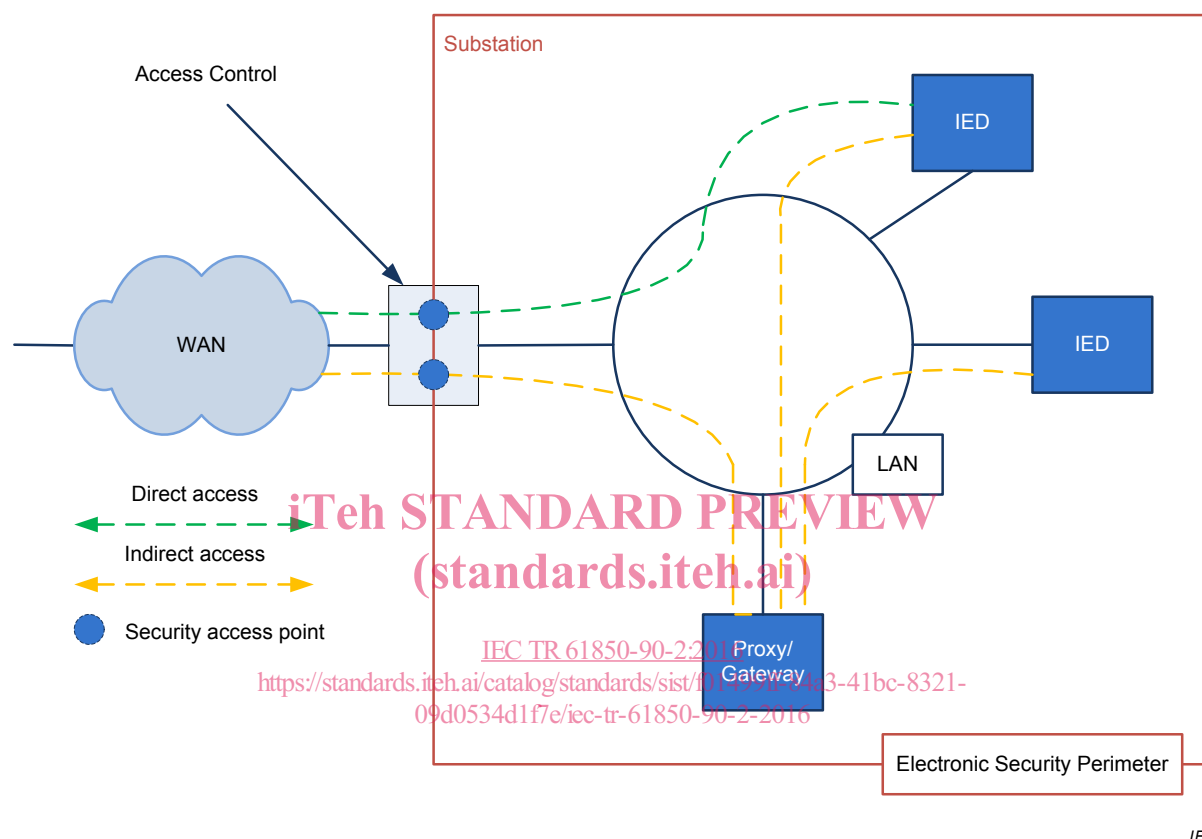 Substation
Access Control
IED
WAN
IED
LAN
Direct access
iTeh STANDARD PREVIEW
Indirect access
(standards.iteh.ai)
Security access point
Proxy/
Gateway
IEC TR 61850-90-2:2016
https://standards.iteh.ai/catalog/standards/sist/
09d0534d1f7e/iec-tr-61850-90-2-2016
Electronic Security Perimeter